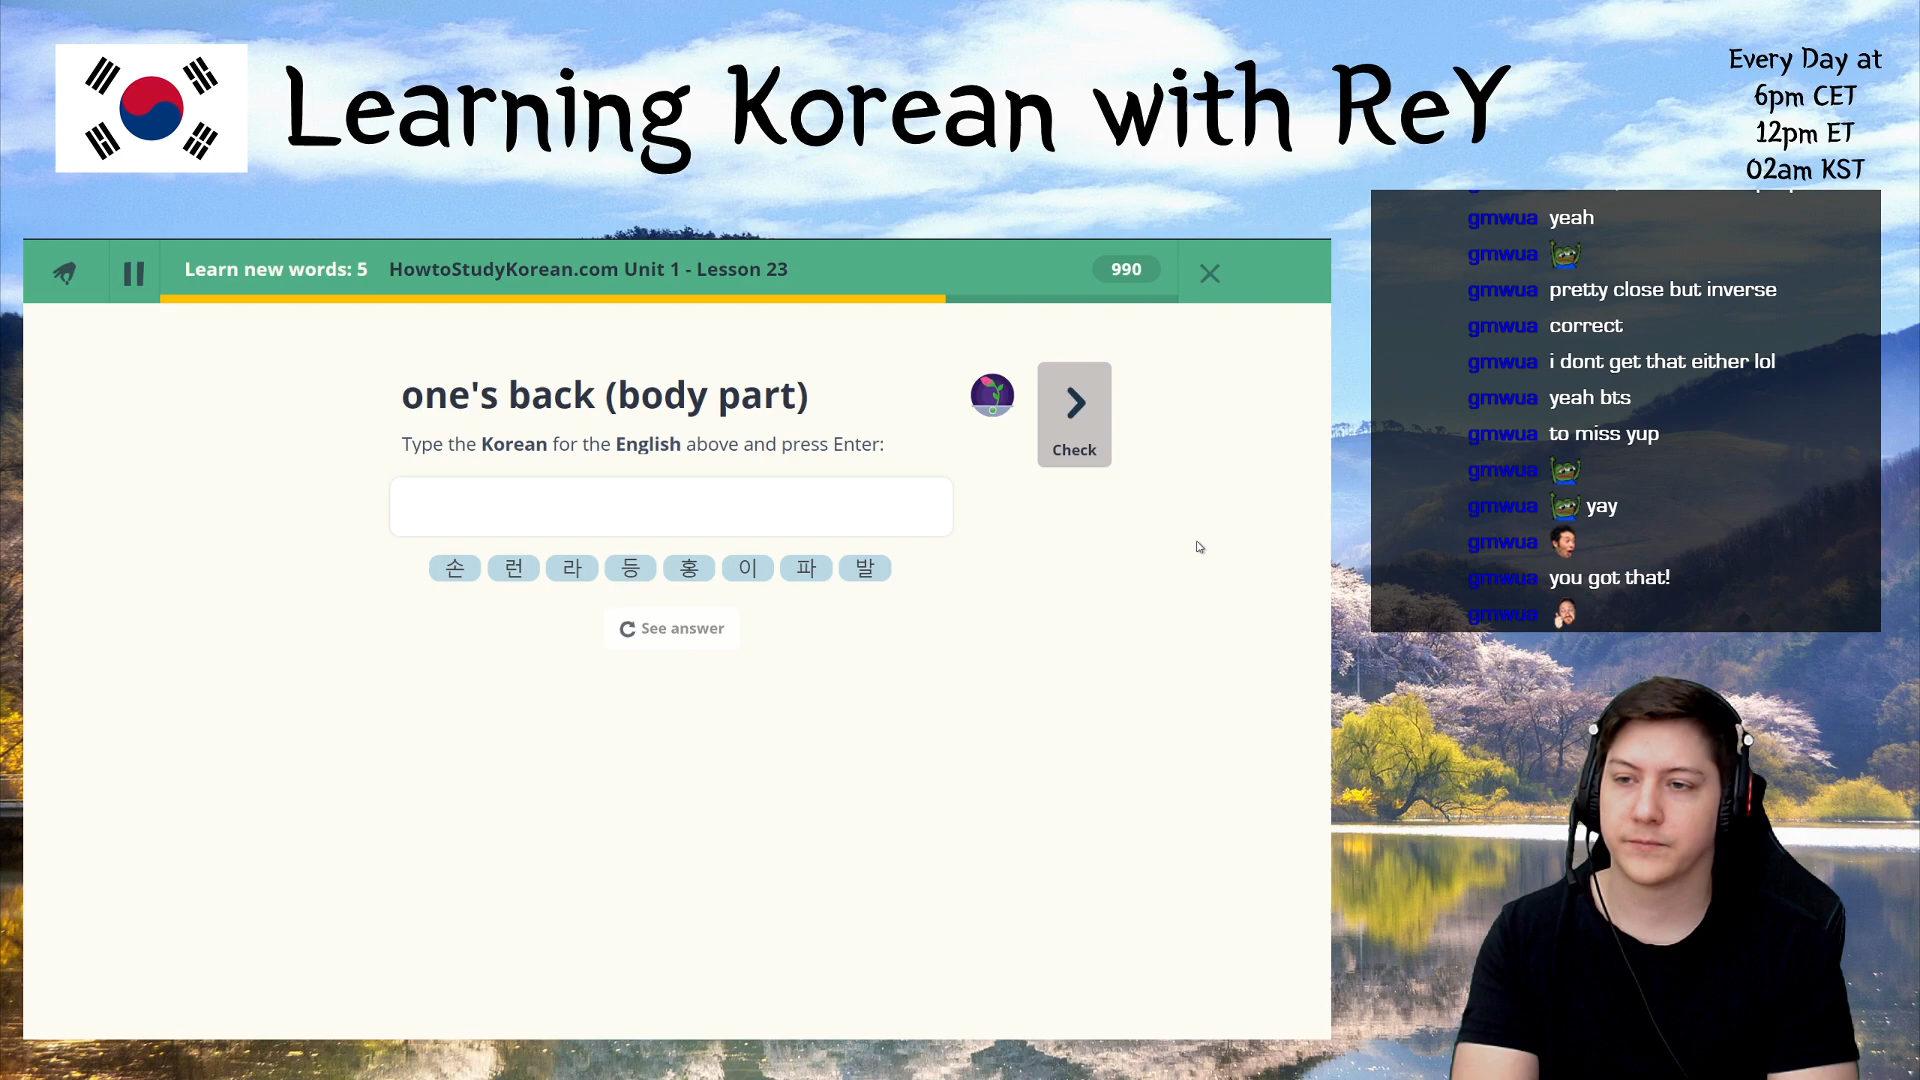 Learning Korean with ReY
Every Day at
6pm CET
12pm ET
02am KST
Learn new words: 5 HowtoStudyKorean.com Unit 1 - Lesson 23
990
one's back (body part)
Type the Korean for the English above and press Enter:
Check
손 런 라 등 홍 이 파 발
See answer
gmwua yeah
gmwua
gmwua pretty close but inverse
gmwua correct
gmwua i dont get that either lol
gmwua yeah bts
gmwua to miss yup
gmwua
gmwua yay
gmwua
gmwua you got that!
gmwua